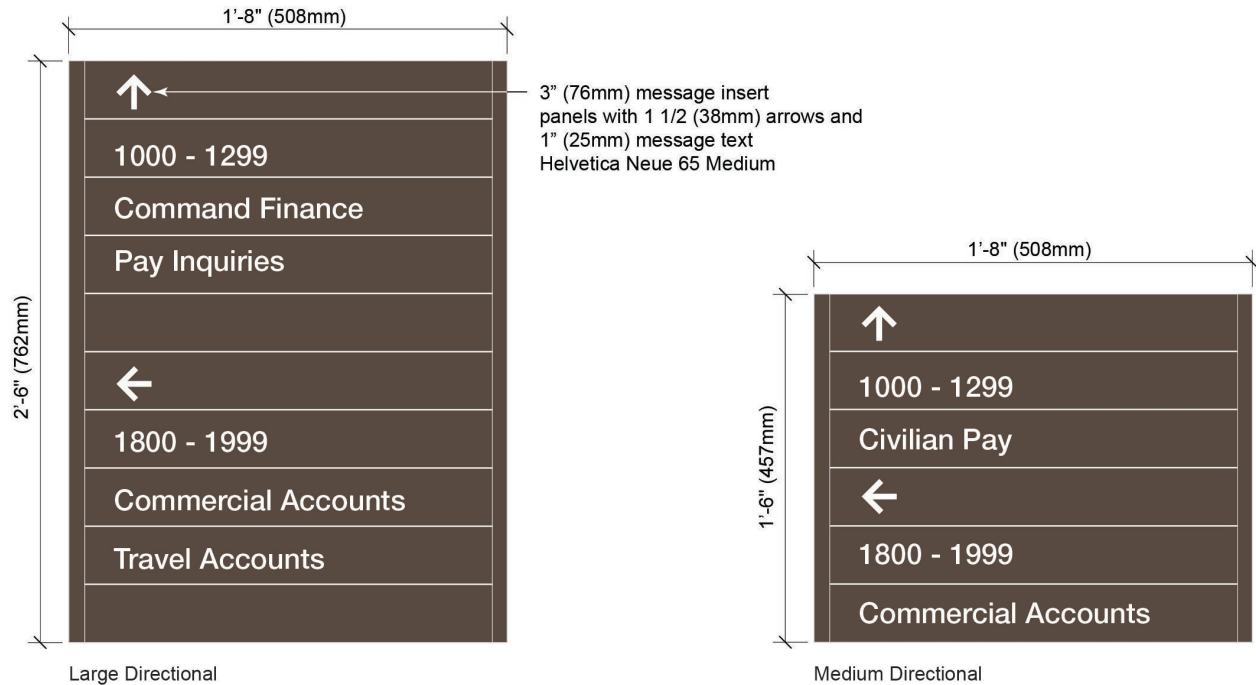 1’-8" (508mm)
3” (76mm) message insert
panels with 1 1/2 (38mm) arrows and
1” (25mm) message text
Helvetica Neue 65 Medium
2’-6" (762mm)
1000 - 1299
Command Finance
Pay Inquiries
1800 - 1999
Commercial Accounts
Travel Accounts
Large Directional
1’-8" (508mm)
1’-6" (457mm)
1000 - 1299
Civilian Pay
1800 - 1999
Commercial Accounts
Medium Directional